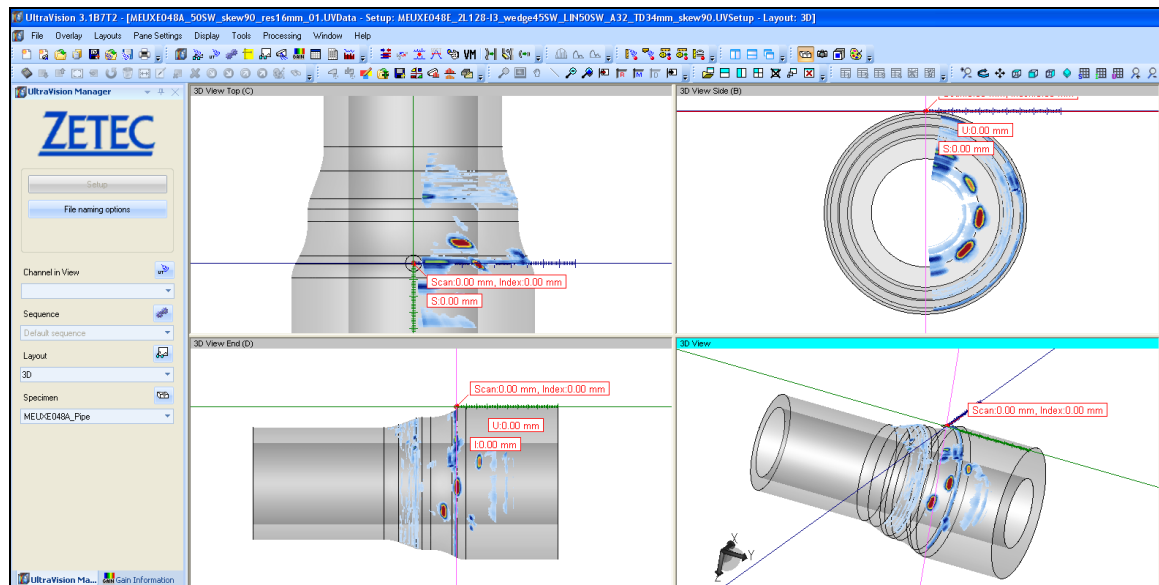 UltraVision 3.1B7T2 - [MEUXE048A_50SW_skew90_res16mm_01.UVData - Setup: MEUXE048E_2L128-I3_wedge45SW_LIN50SW_A32_TD34mm_skew90.UVSetup - Layout: 3D]
File Overlay Layouts Pane Settings Display Tools Processing Window Help
VM
UltraVision Manager
ZETEC
Setup
File naming options
Channel in View
Sequence
Default sequence
Layout
3D
Specimen
MEUXE048A_Pipe
UltraVision Ma... Gain Information
3D View Top (C)
Scan:0.00 mm, Index:0.00 mm
S:0.00 mm
3D View Side (B)
U:0.00 mm
S:0.00 mm
3D View End (D)
Scan:0.00 mm, Index:0.00 mm
U:0.00 mm
I:0.00 mm
3D View
Scan:0.00 mm, Index:0.00 mm
X
Y
Z